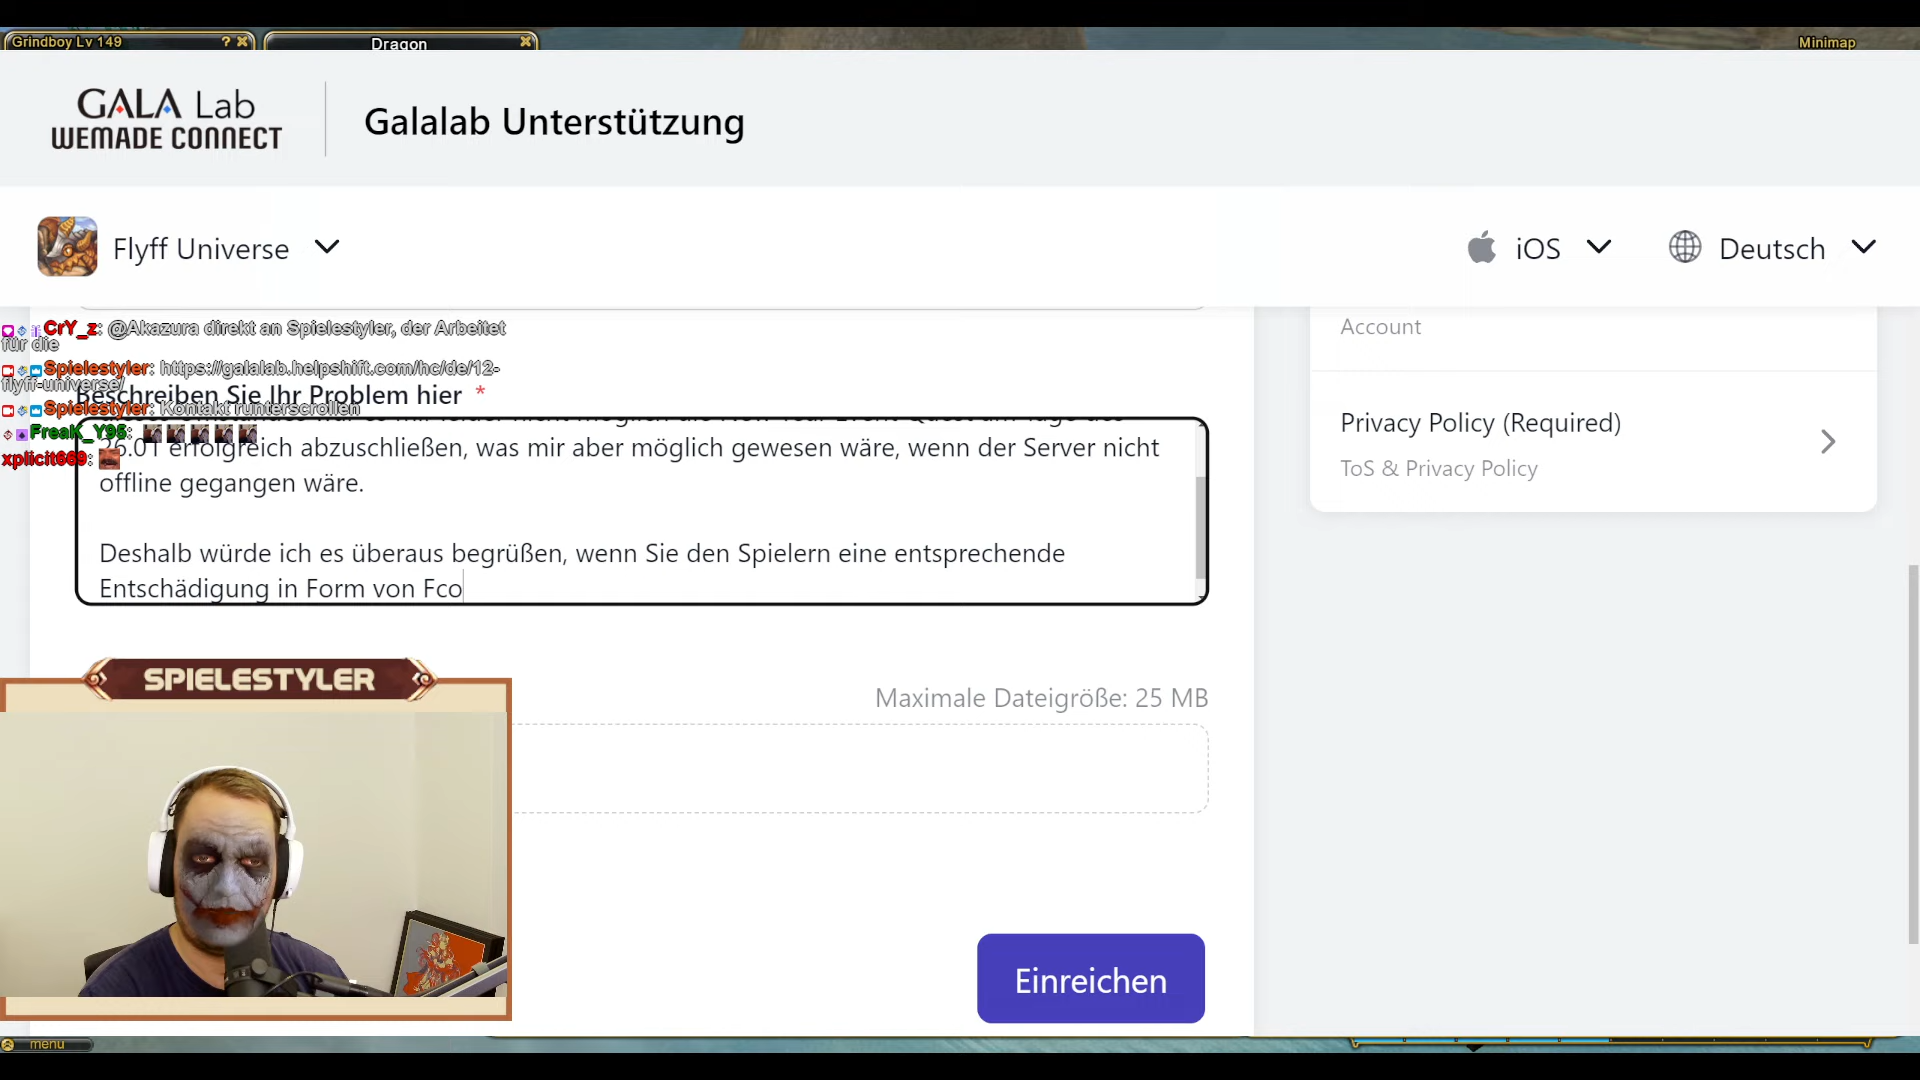 Grindboy Lv 149
Dragon
Minimap
GALA Lab
WEMADE CONNECT
Galalab Unterstützung
Flyff Universe
iOS
Deutsch
CrY_z: @Akazura direkt an Spielestyler, der Arbeitet
für die
Spielestyler: https://galalab.helpshift.com/hc/de/12-
flyff-universe/
Beschreiben Sie Ihr Problem hier *
Spielestyler: Kontakt runterscrollen
FreaK_Y95:
xplicit669:
26.01 erfolgreich abzuschließen, was mir aber möglich gewesen wäre, wenn der Server nicht
offline gegangen wäre.
Deshalb würde ich es überaus begrüßen, wenn Sie den Spielern eine entsprechende
Entschädigung in Form von Fco
Account
Privacy Policy (Required)
ToS & Privacy Policy
SPIELESTYLER
Maximale Dateigröße: 25 MB
Einreichen
menu